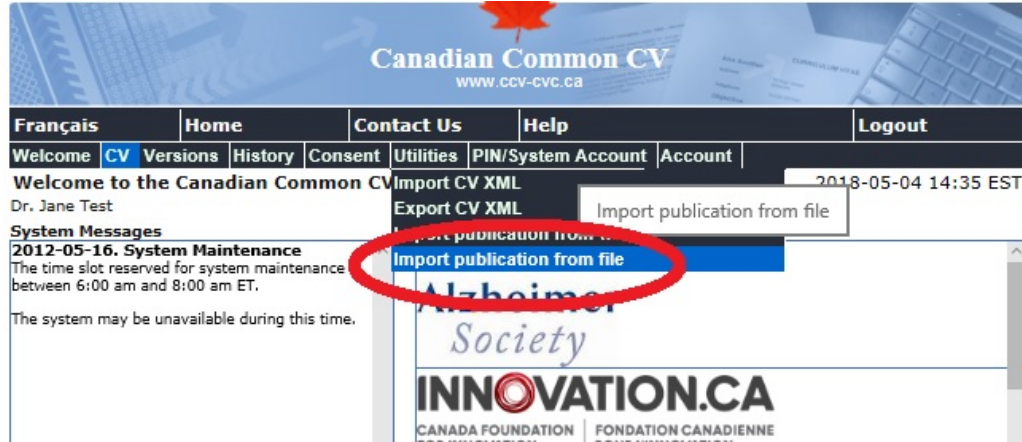 Canadian Common CV
www.ccv-cvc.ca
Français Home Contact Us Help Logout
Welcome CV Versions History Consent Utilities PIN/System Account Account
Welcome to the Canadian Common CV 2018-05-04 14:35 EST
Import CV XML
Dr. Jane Test
Export CV XML
Import publication from file
System Messages
Import publication from
2012-05-16. System Maintenance
Import publication from file
The time slot reserved for system maintenance
between 6:00 am and 8:00 am ET.
The system may be unavailable during this time.
Alzheimer
Society
INNOVATION.CA
CANADA FOUNDATION FONDATION CANADIENNE